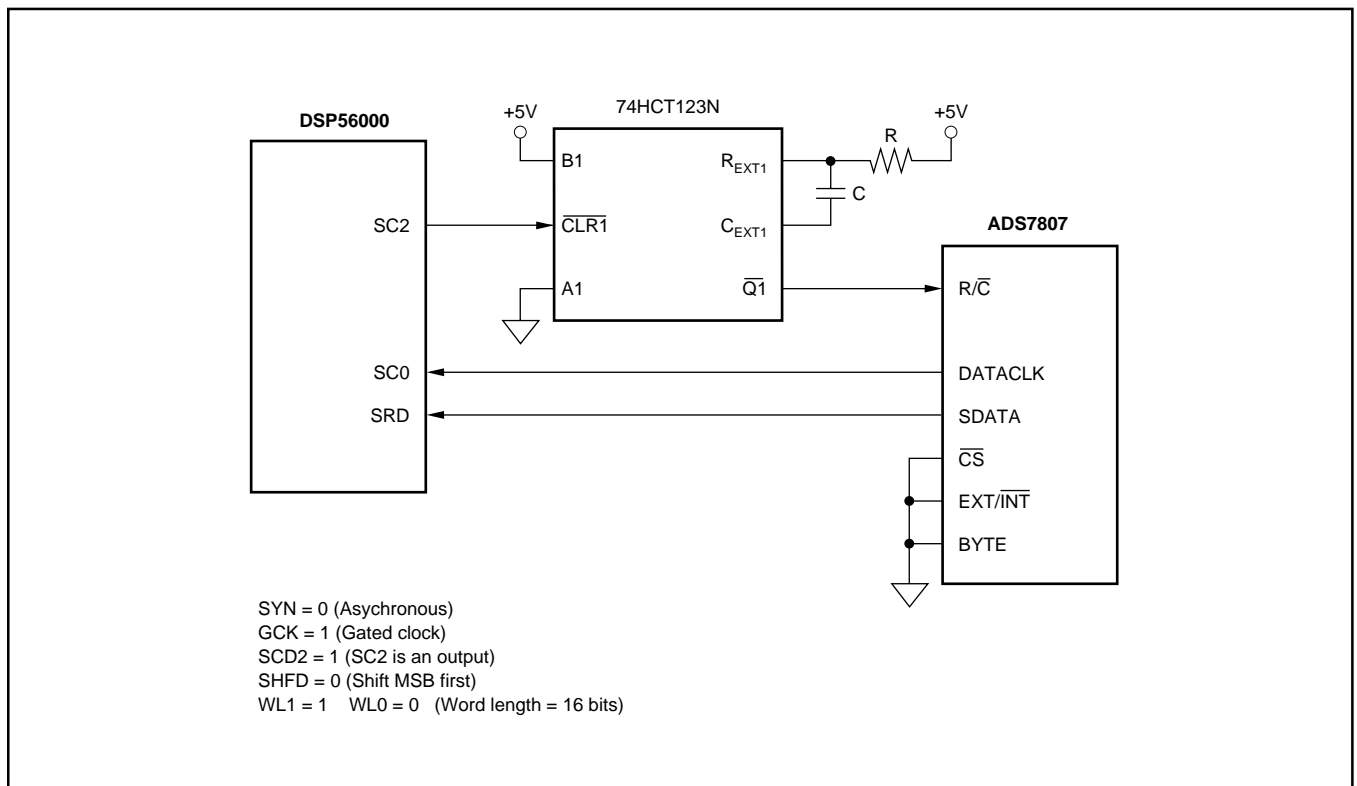 DSP56000
SC2
SC0
SRD
+5V
74HCT123N
B1
CLR1
A1
REXT1
CEXT1
Q1
R
+5V
C
ADS7807
R/C
DATACLK
SDATA
CS
EXT/INT
BYTE
SYN = 0 (Asychronous)
GCK = 1 (Gated clock)
SCD2 = 1 (SC2 is an output)
SHFD = 0 (Shift MSB first)
WL1 = 1 WL0 = 0 (Word length = 16 bits)